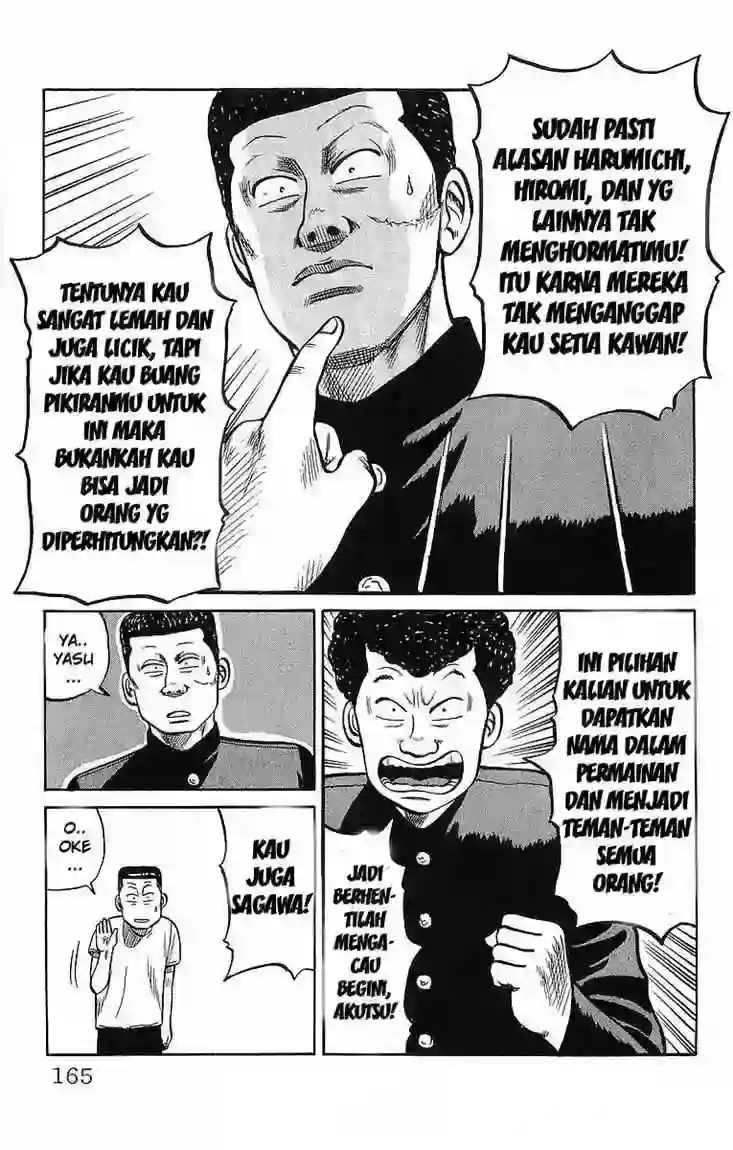 SUDAH PASTI
ALASAN HARUMICHI,
HIROMI, DAN YG
LAINNYA TAK
MENGHORMATIMU!
ITU KARNA MEREKA
TAK MENGANGGAP
KAU SETIA KAWAN!
TENTUNYA KAU
SANGAT LEMAH DAN
JUGA LICIK, TAPI
JIKA KAU BUANG
PIKIRANMU UNTUK
INI MAKA
BUKANKAH KAU
BISA JADI
ORANG YG
DIPERHITUNGKAN?!
INI PILIHAN
KALIAN UNTUK
DAPATKAN
NAMA DALAM
PERMAINAN
DAN MENJADI
TEMAN-TEMAN
SEMUA
ORANG!
JADI
BERHEN-
TILAH
MENGA-
CAU
BEGINI,
AKUTSU!
YA..
YASU
...
KAU
JUGA
SAGAWA!
O..
OKE
...
165